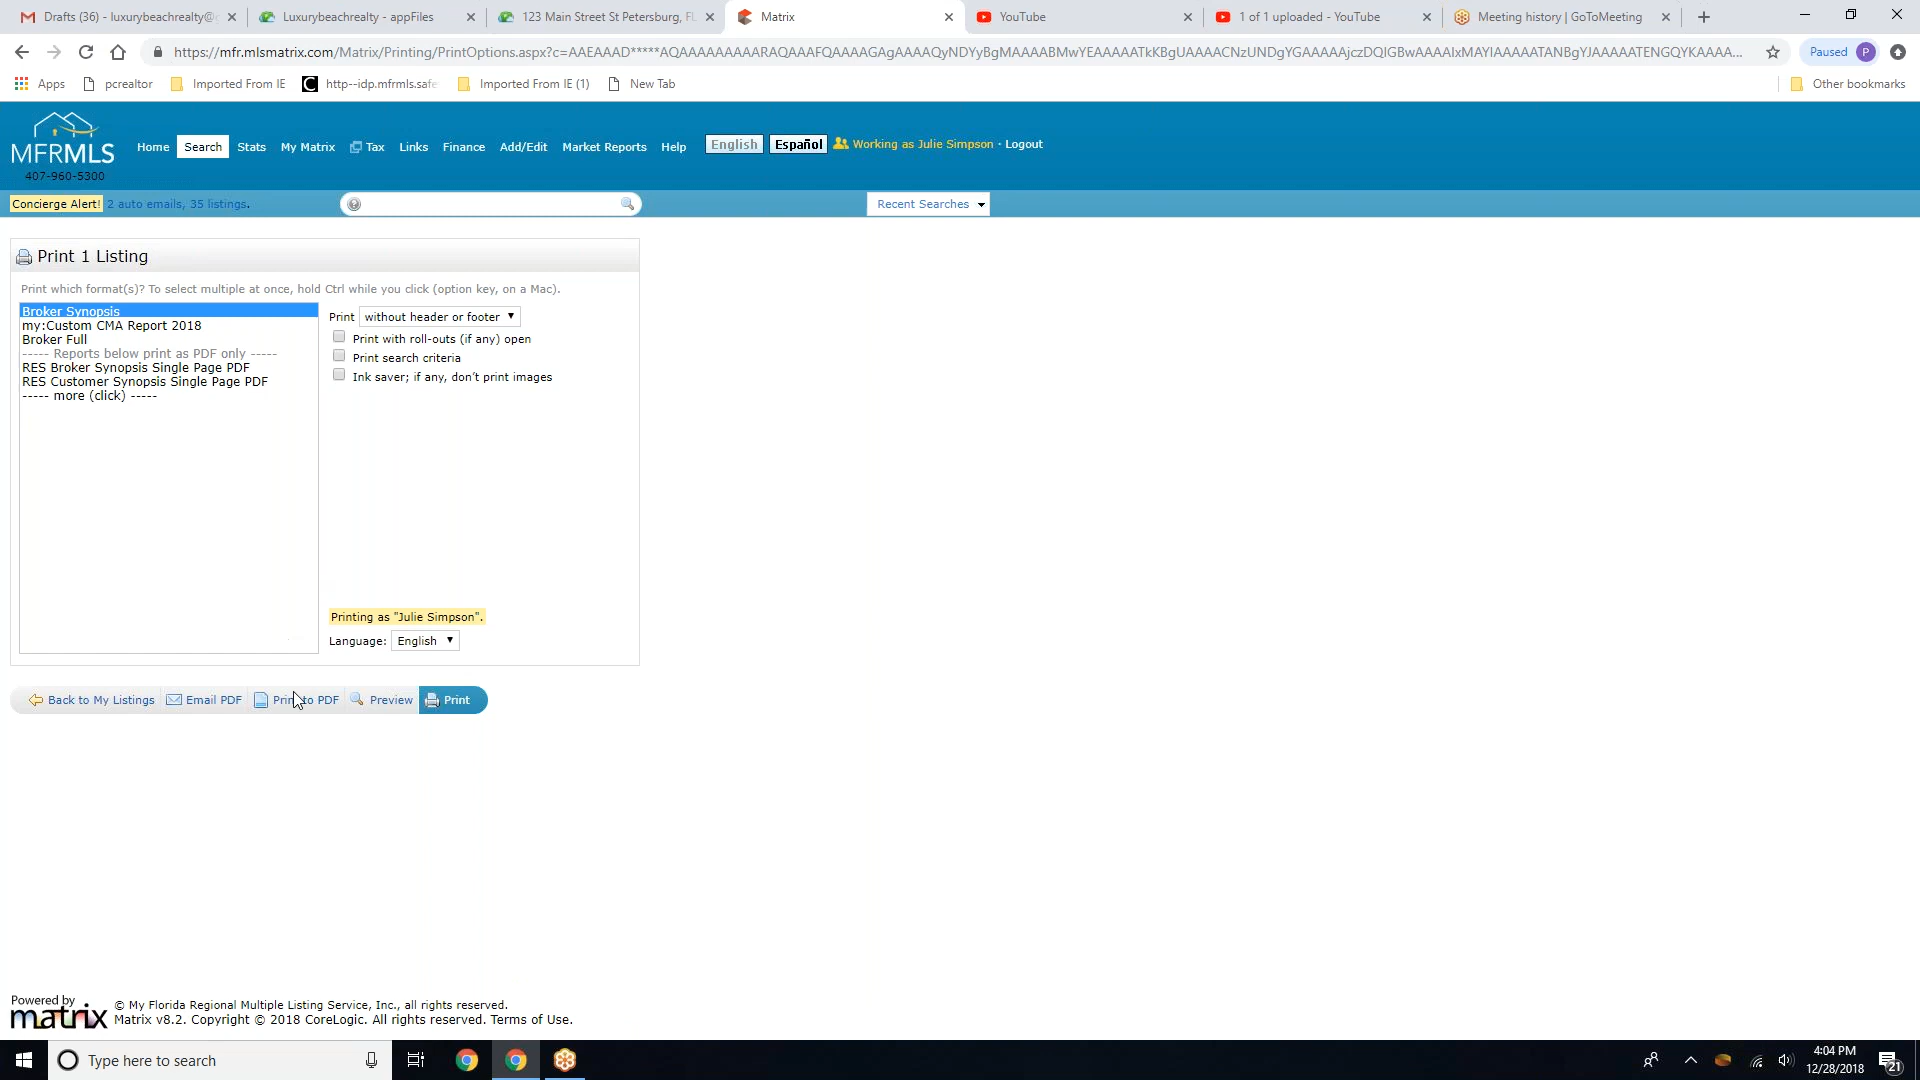 Drafts (36) - luxurybeachrealty@
Luxurybeachrealty - appFiles
123 Main Street St Petersburg, FL
Matrix
YouTube
1 of 1 uploaded - YouTube
Meeting history | GoToMeeting
Paused P
Apps
pcrealtor
Imported From IE
http--idp.mfrmls.safe
Imported From IE (1)
New Tab
Other bookmarks
MFRMLS
407-960-5300
Home Search Stats My Matrix Tax Links Finance Add/Edit Market Reports Help English Español Working as Julie Simpson · Logout
Concierge Alert! 2 auto emails, 35 listings.
Recent Searches
Print 1 Listing
Print which format(s)? To select multiple at once, hold Ctrl while you click (option key, on a Mac).
Broker Synopsis
my:Custom CMA Report 2018
Broker Full
----- Reports below print as PDF only -----
RES Broker Synopsis Single Page PDF
RES Customer Synopsis Single Page PDF
----- more (click) -----
Print without header or footer
Print with roll-outs (if any) open
Print search criteria
Ink saver; if any, don't print images
Printing as "Julie Simpson".
Language: English
Back to My Listings Email PDF Print to PDF Preview Print
Powered by
matrix
© My Florida Regional Multiple Listing Service, Inc., all rights reserved.
Matrix v8.2. Copyright © 2018 CoreLogic. All rights reserved. Terms of Use.
Type here to search
4:04 PM
12/28/2018
21